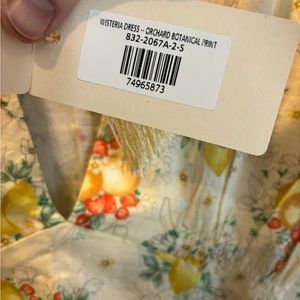 WISTERIA DRESS -- ORCHARD BOTANICAL PRINT
832-2067A-2-S
74965873